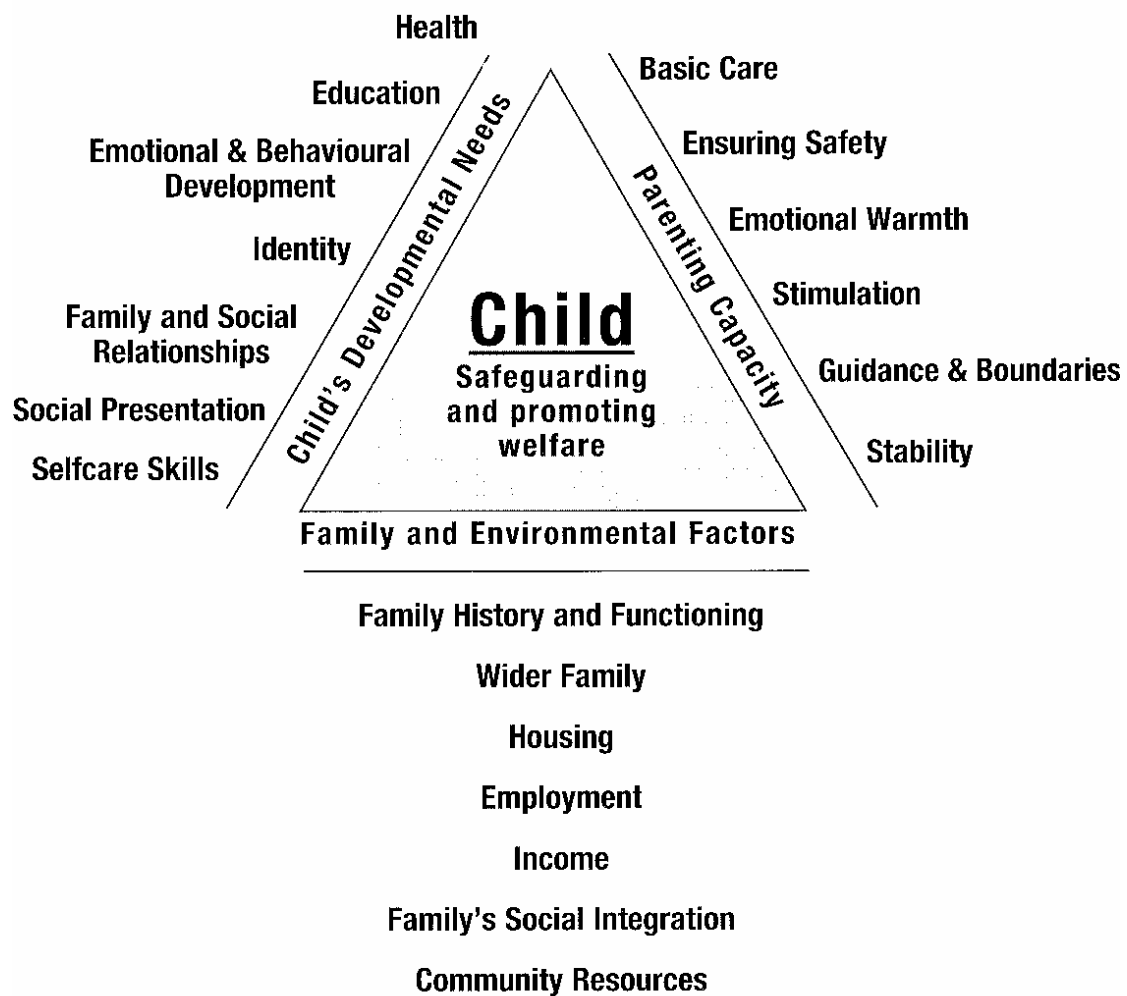 Health
Education
Emotional & Behavioural
Development
Identity
Family and Social
Relationships
Social Presentation
Selfcare Skills
Child's Developmental Needs
Basic Care
Ensuring Safety
Emotional Warmth
Stimulation
Guidance & Boundaries
Stability
Parenting Capacity
Child
Safeguarding
and promoting
welfare
Family and Environmental Factors
Family History and Functioning
Wider Family
Housing
Employment
Income
Family's Social Integration
Community Resources